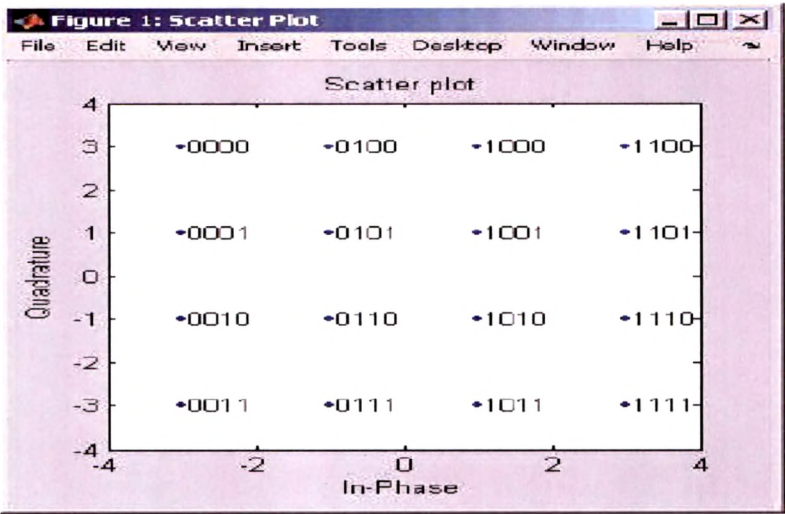 Figure 1: Scatter Plot
File Edit View Insert Tools Desktop Window Help
Scatter plot
4
3 0000 0100 1000 1100
2
1 0001 0101 1001 1101
0
-1 0010 0110 1010 1110
-2
-3 0011 0111 1011 1111
-4
-4 -2 0 2 4
In-Phase
Quadrature